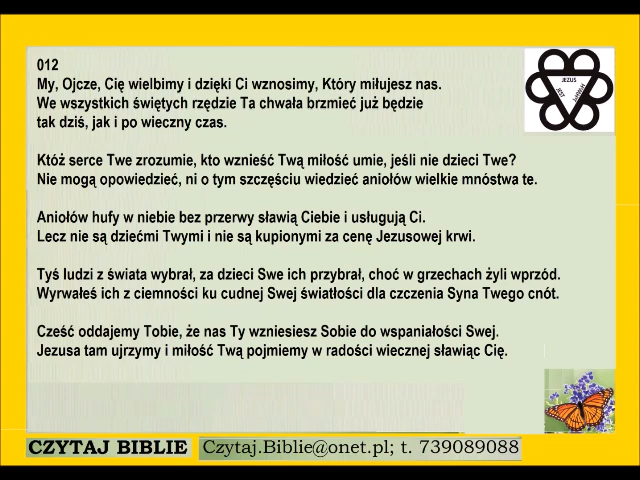 012
My, Ojcze, Cię wielbimy i dzięki Ci wznosimy, Który miłujesz nas.
We wszystkich świętych rzędzie Ta chwała brzmieć już będzie
tak dziś, jak i po wieczny czas.
Któż serce Twe zrozumie, kto wznieść Twą miłość umie, jeśli nie dzieci Twe?
Nie mogą opowiedzieć, ni o tym szczęściu wiedzieć aniołów wielkie mnóstwa te.
Aniołów hufy w niebie bez przerwy sławią Ciebie i usługują Ci.
Lecz nie są dziećmi Twymi i nie są kupionymi za cenę Jezusowej krwi.
Tyś ludzi z świata wybrał, za dzieci Swe ich przybrał, choć w grzechach żyli wprzód.
Wyrwałeś ich z ciemności ku cudnej Swej światłości dla czczenia Syna Twego cnót.
Cześć oddajemy Tobie, że nas Ty wzniesiesz Sobie do wspaniałości Swej.
Jezusa tam ujrzymy i miłość Twą pojmiemy w radości wiecznej sławiąc Cię.
JEZUS
JEST
PANEM
CZYTAJ BIBLIE
Czytaj.Biblie@onet.pl; t. 739089088